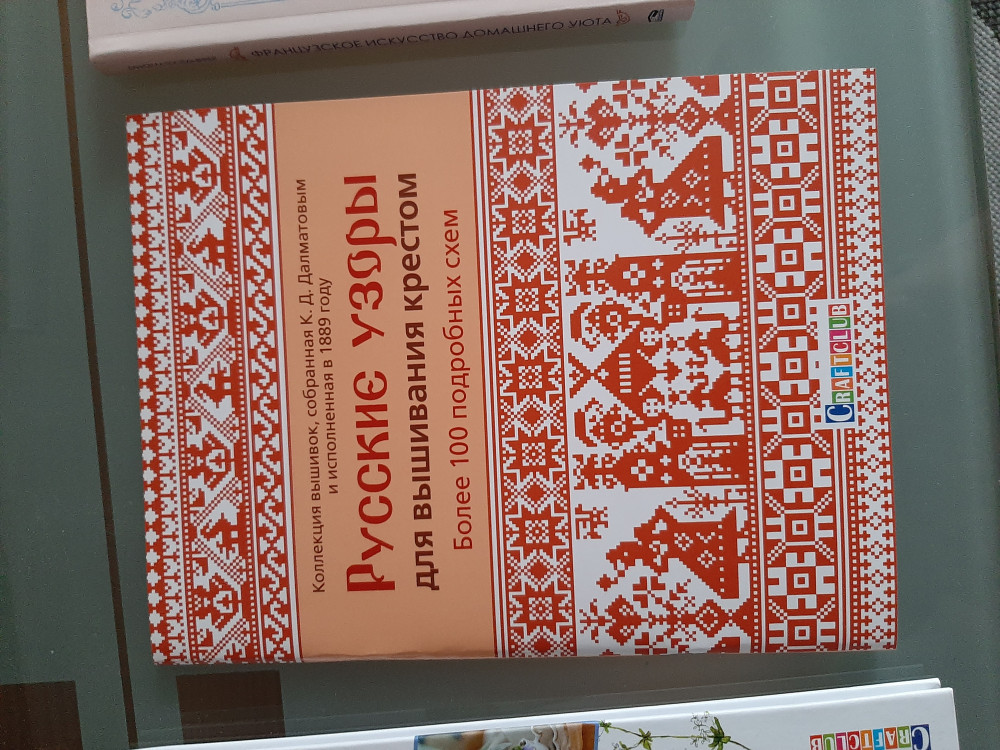 ФРАНЦУЗСКОЕ ИСКУССТВО ДОМАШНЕГО УЮТА
Коллекция вышивок, собранная К. Д. Далматовым
и исполненная в 1889 году
Русские узоры
для вышивания крестом
Более 100 подробных схем
CRAFTCLUB
CRAFTCLUB